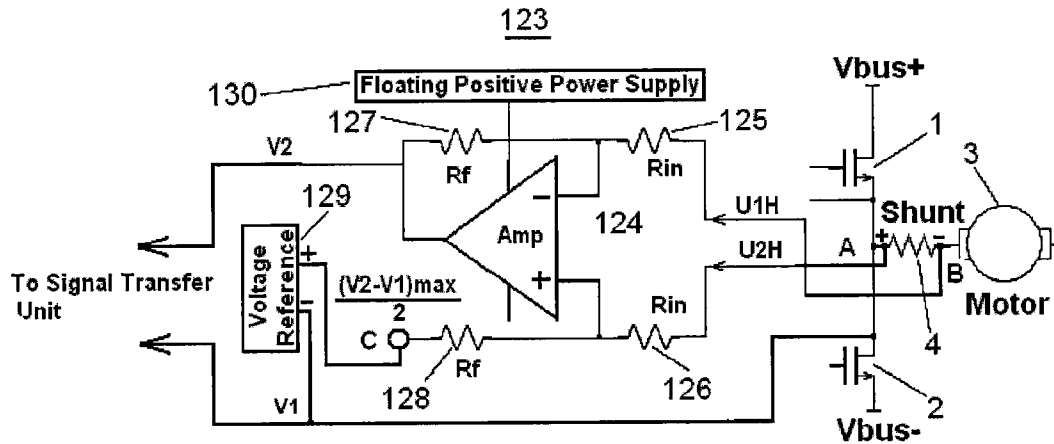 123
Vbus+
130
Floating Positive Power Supply
127
125
1
V2
Rf
Rin
3
129
−
124
U1H
Shunt
Amp
U2H
A
+
-
To Signal Transfer
Unit
Voltage
Reference
+
−
(V2-V1)max
2
+
Rin
B
Motor
C
4
128
Rf
126
V1
2
Vbus-